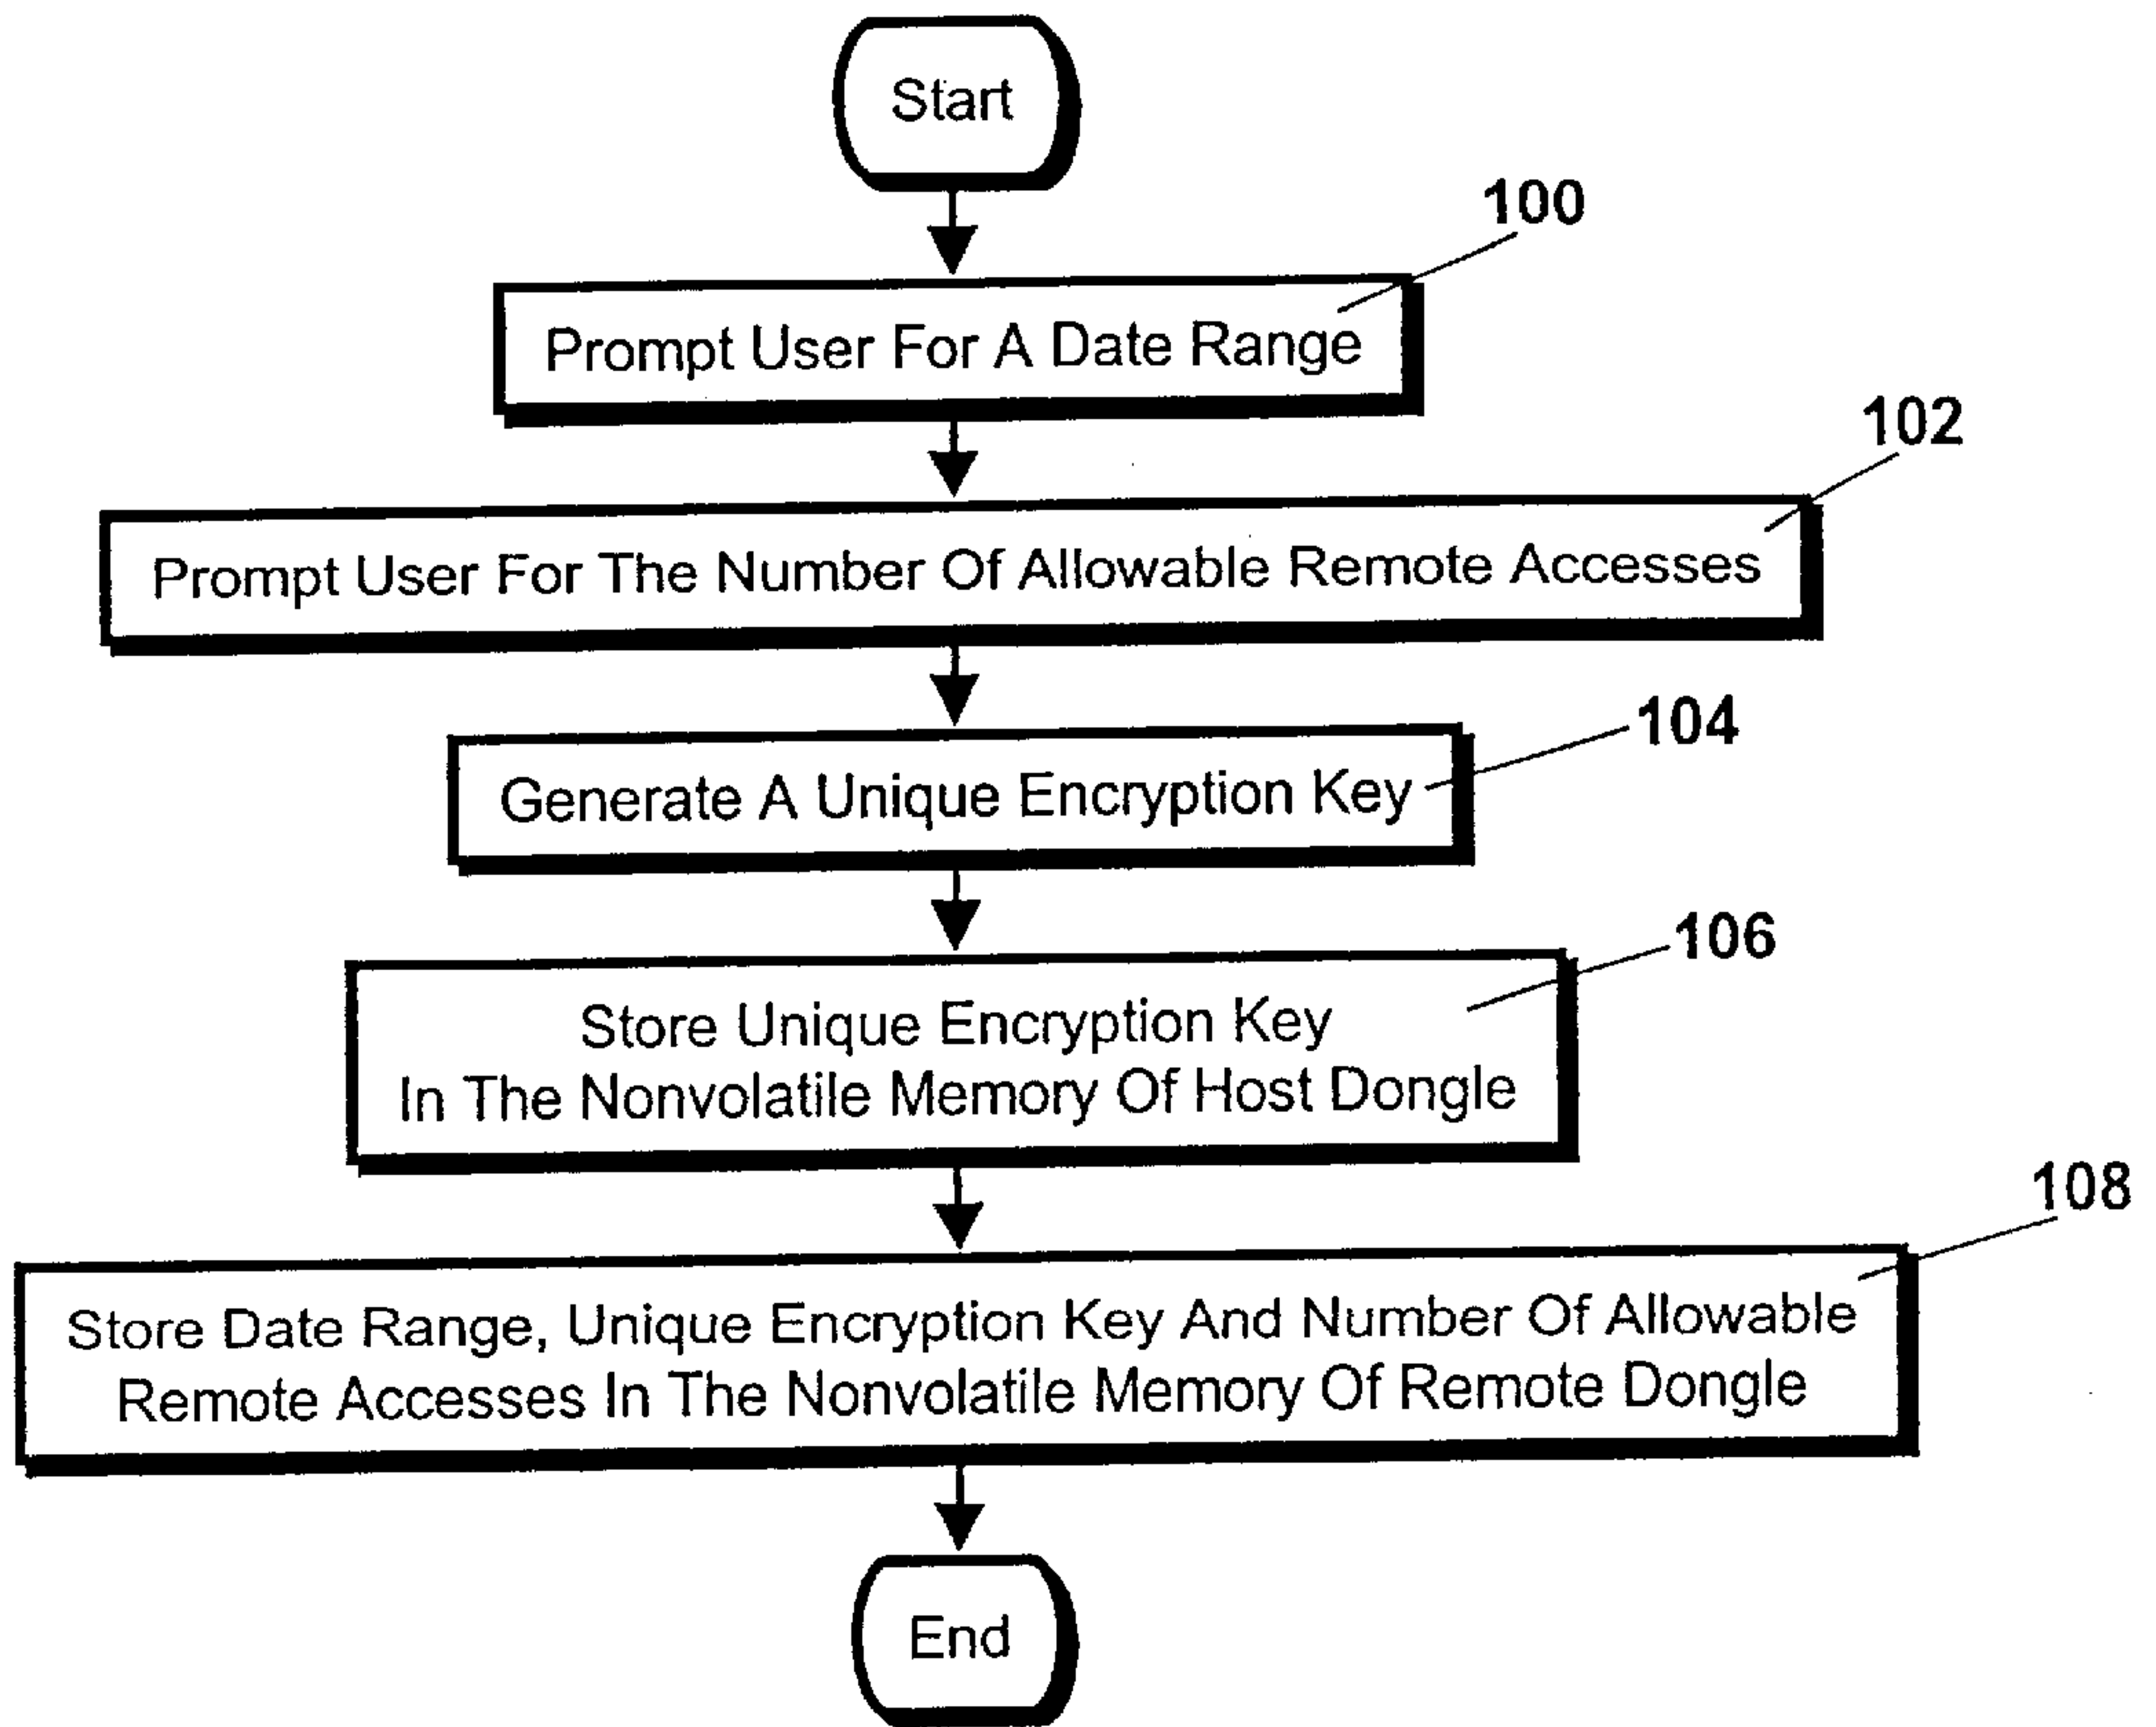 Start
100
Prompt User For A Date Range
102
Prompt User For The Number Of Allowable Remote Accesses
104
Generate A Unique Encryption Key
106
Store Unique Encryption Key
In The Nonvolatile Memory Of Host Dongle
108
Store Date Range, Unique Encryption Key And Number Of Allowable
Remote Accesses In The Nonvolatile Memory Of Remote Dongle
End